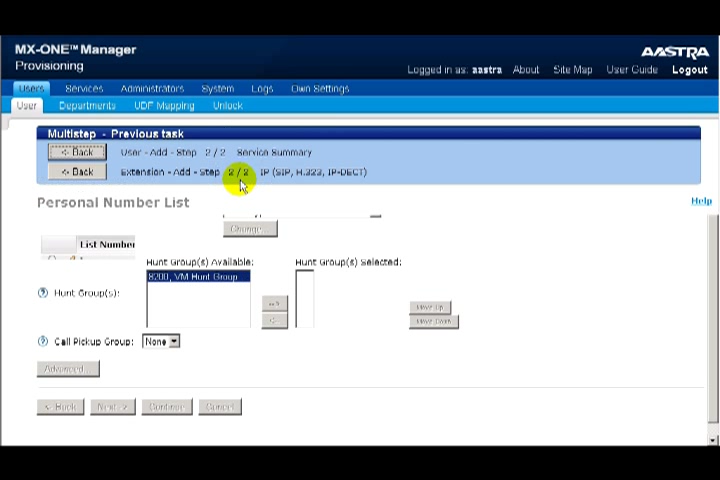 MX-ONE™ Manager
AASTRA
Provisioning
Logged in as: aastra About Site Map User Guide Logout
Users Services Administrators System Logs Own Settings
User Departments UDF Mapping Unlock
Multistep - Previous task
<- Back User - Add - Step 2 / 2 Service Summary
<- Back Extension - Add - Step 2 / 2 IP (SIP, H.323, IP-DECT)
Personal Number List
Help
Change...
List Number
Hunt Group(s) Available: Hunt Group(s) Selected:
8200, VM Hunt Group
Hunt Group(s):
Move Up
Move Down
Call Pickup Group: None
Advanced...
<- Back Next -> Continue Cancel